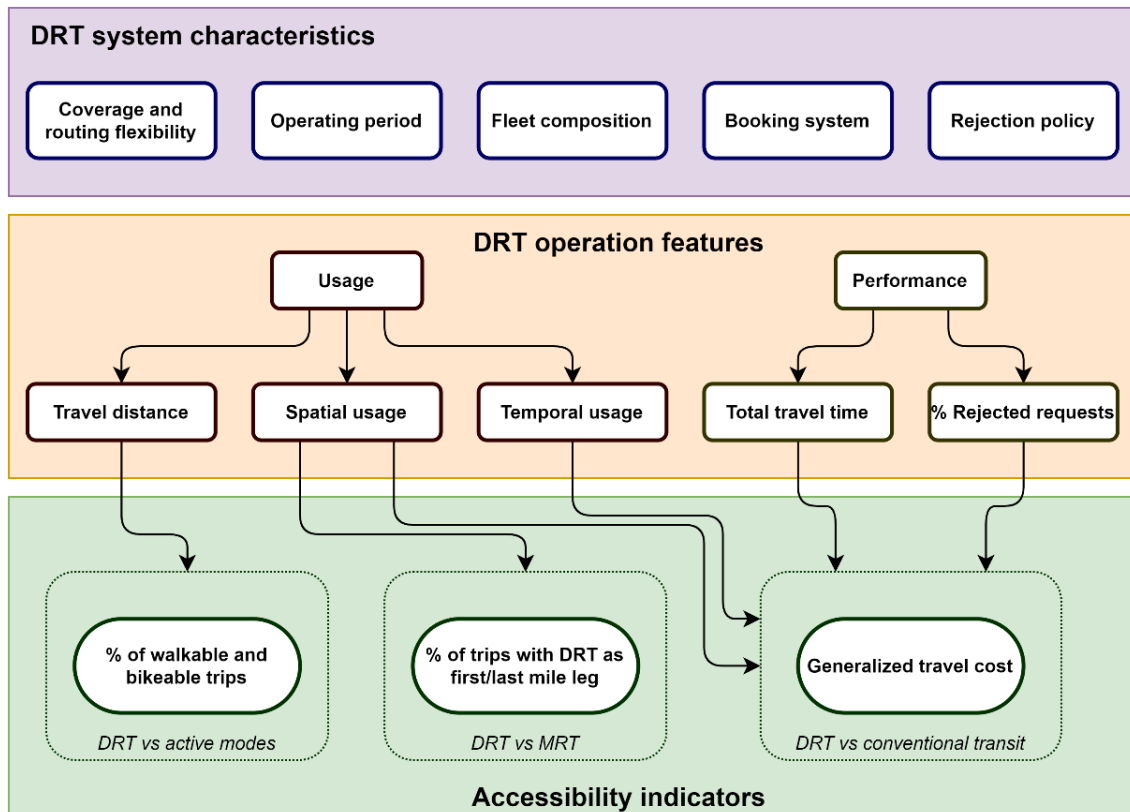 DRT system characteristics
Coverage and
routing flexibility
Operating period
Fleet composition
Booking system
Rejection policy
DRT operation features
Usage
Performance
Travel distance
Spatial usage
Temporal usage
Total travel time
% Rejected requests
% of walkable and
bikeable trips
% of trips with DRT as
first/last mile leg
Generalized travel cost
DRT vs active modes
DRT vs MRT
DRT vs conventional transit
Accessibility indicators